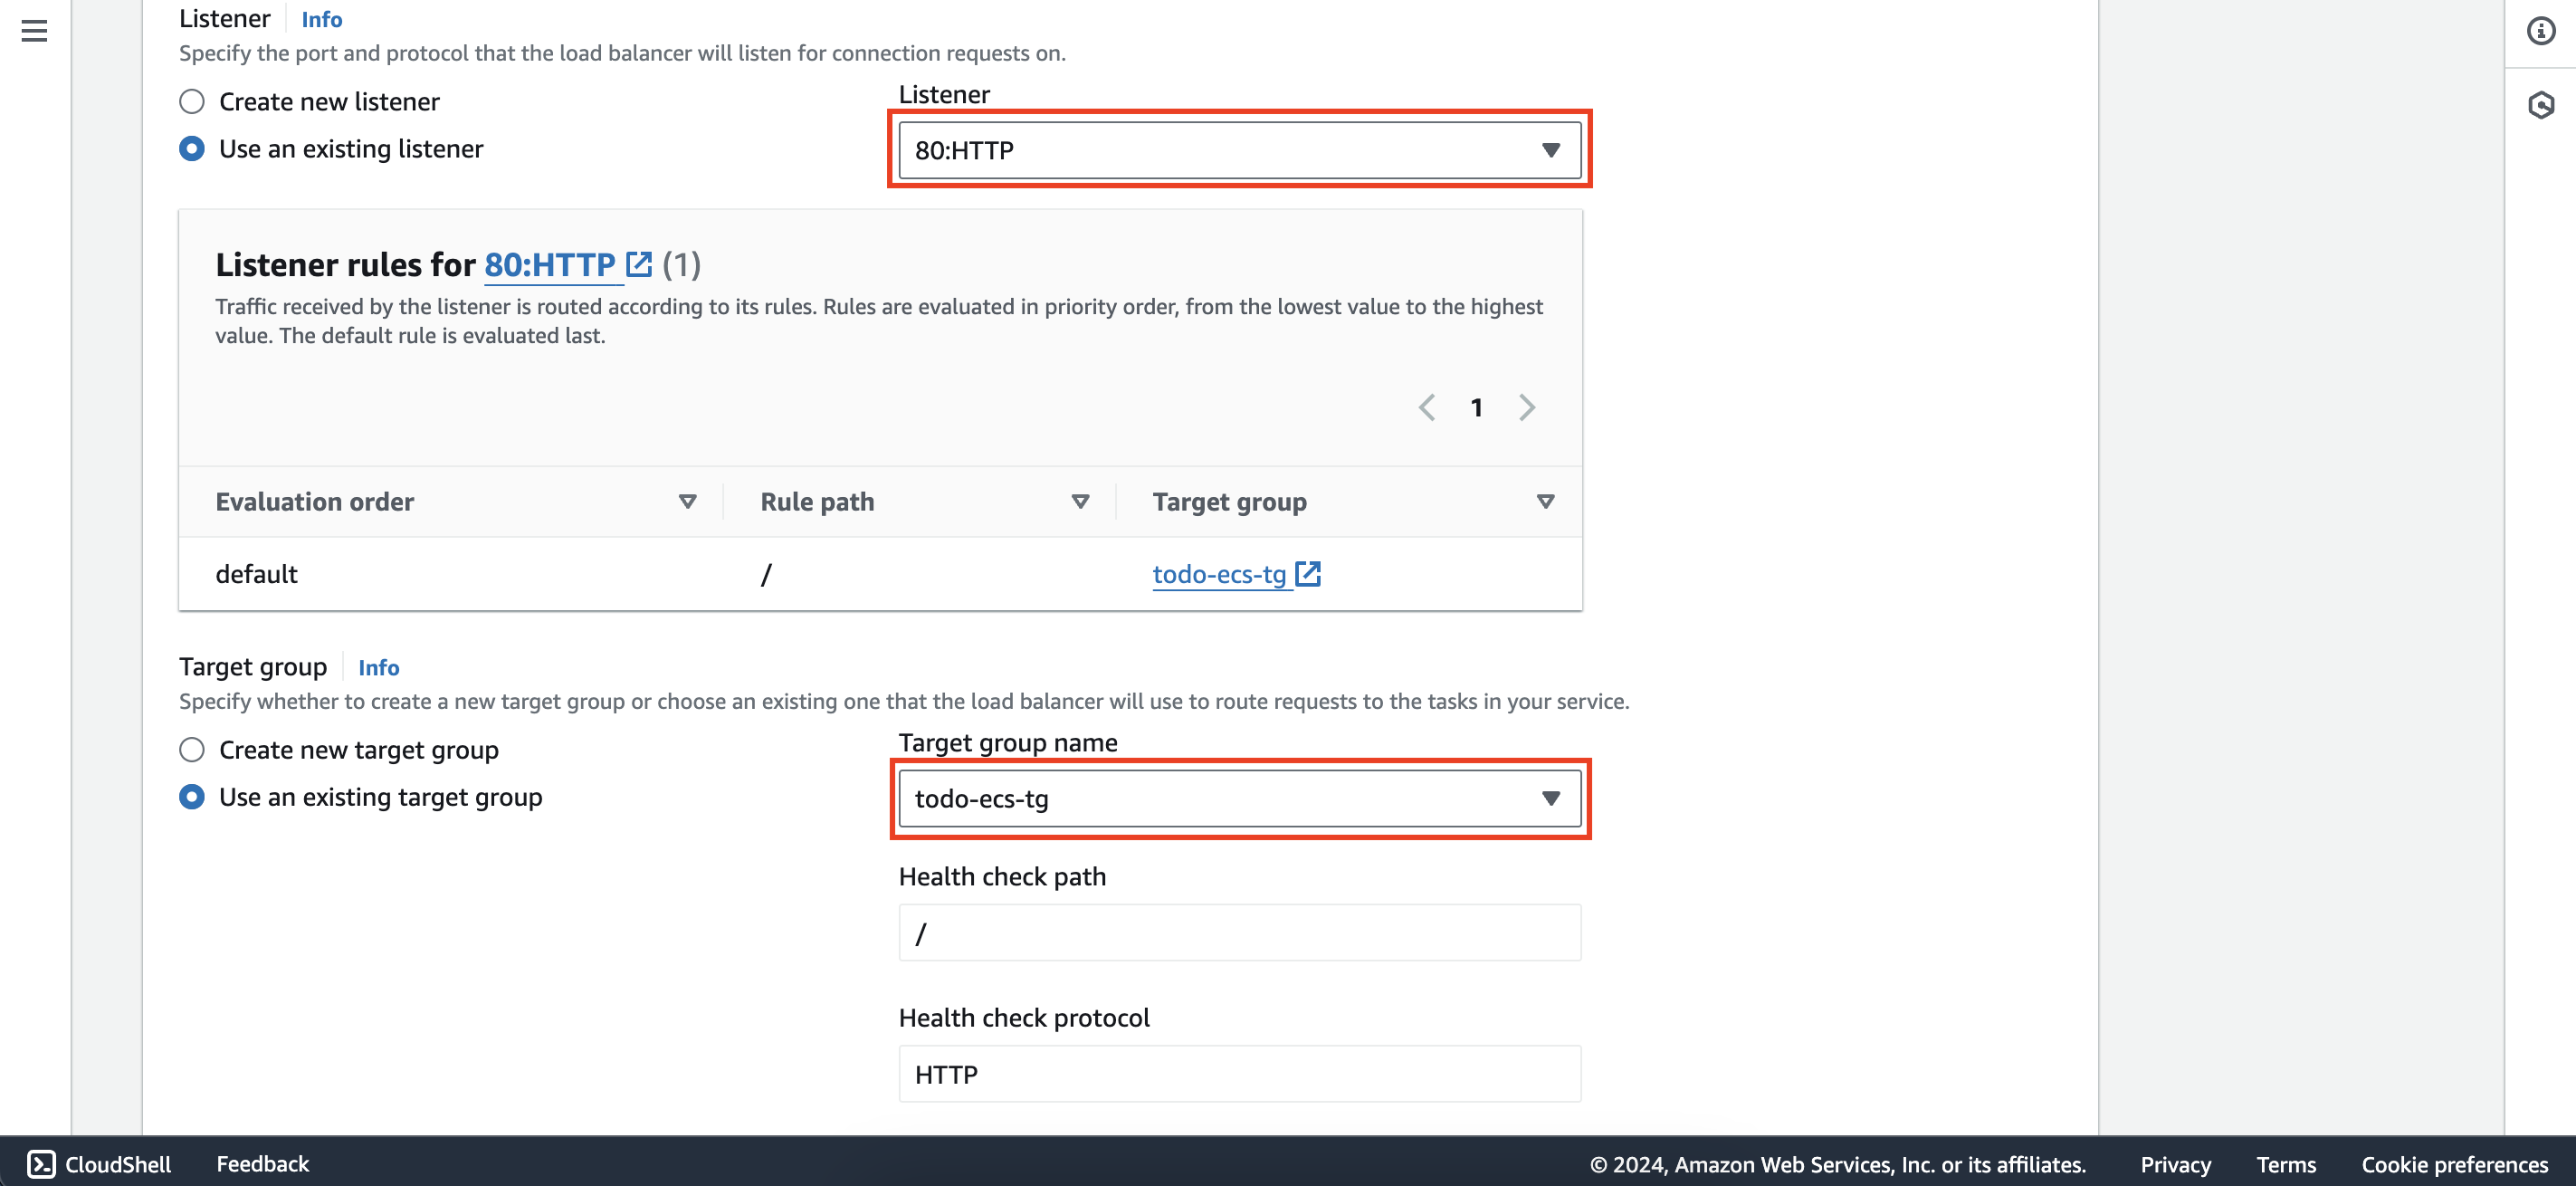 Listener Info
Specify the port and protocol that the load balancer will listen for connection requests on.
Create new listener
Use an existing listener
Listener
80:HTTP
Listener rules for 80:HTTP (1)
Traffic received by the listener is routed according to its rules. Rules are evaluated in priority order, from the lowest value to the highest
value. The default rule is evaluated last.
1
Evaluation order Rule path Target group
default / todo-ecs-tg
Target group Info
Specify whether to create a new target group or choose an existing one that the load balancer will use to route requests to the tasks in your service.
Create new target group
Use an existing target group
Target group name
todo-ecs-tg
Health check path
/
Health check protocol
HTTP
CloudShell Feedback © 2024, Amazon Web Services, Inc. or its affiliates. Privacy Terms Cookie preferences